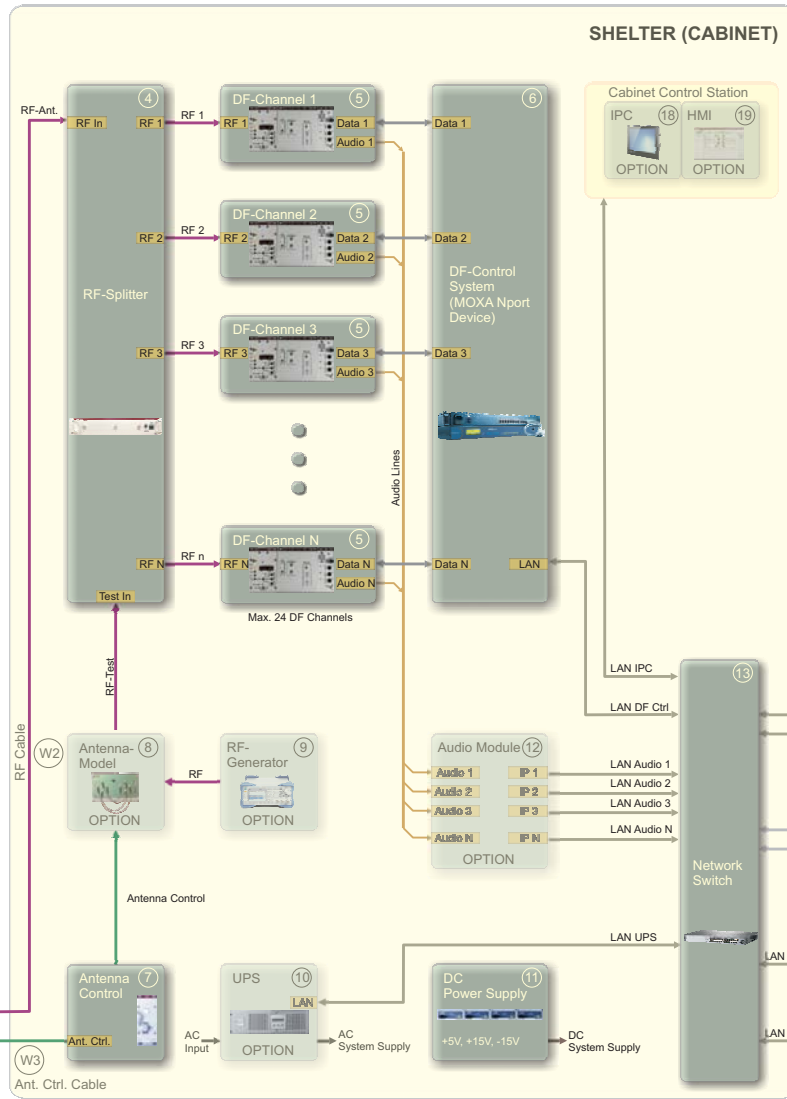 SHELTER (CABINET)
Cabinet Control Station
IPC
18
OPTION
HMI
19
OPTION
RF-Ant.
4
RF In
RF 1
RF 2
RF 3
RF N
RF-Splitter
Test In
RF 1
RF 2
RF 3
RF n
DF-Channel 1
5
RF 1
Data 1
Audio 1
DF-Channel 2
5
RF 2
Data 2
Audio 2
DF-Channel 3
5
RF 3
Data 3
Audio 3
DF-Channel N
5
RF N
Data N
Audio N
Max. 24 DF Channels
Audio Lines
6
Data 1
Data 2
DF-Control
System
(MOXA Nport
Device)
Data 3
Data N
LAN
RF-Test
RF Cable
W2
Antenna-
Model
8
OPTION
RF
RF-
Generator
9
OPTION
Audio Module
12
Audio 1
IP 1
Audio 2
IP 2
Audio 3
IP 3
Audio N
IP N
OPTION
LAN IPC
LAN DF Ctrl
LAN Audio 1
LAN Audio 2
LAN Audio 3
LAN Audio N
LAN UPS
13
Network
Switch
LAN
LAN
Antenna Control
Antenna
Control
7
Ant. Ctrl.
W3
Ant. Ctrl. Cable
UPS
10
LAN
OPTION
AC
Input
AC
System Supply
DC
Power Supply
11
+5V, +15V, -15V
DC
System Supply